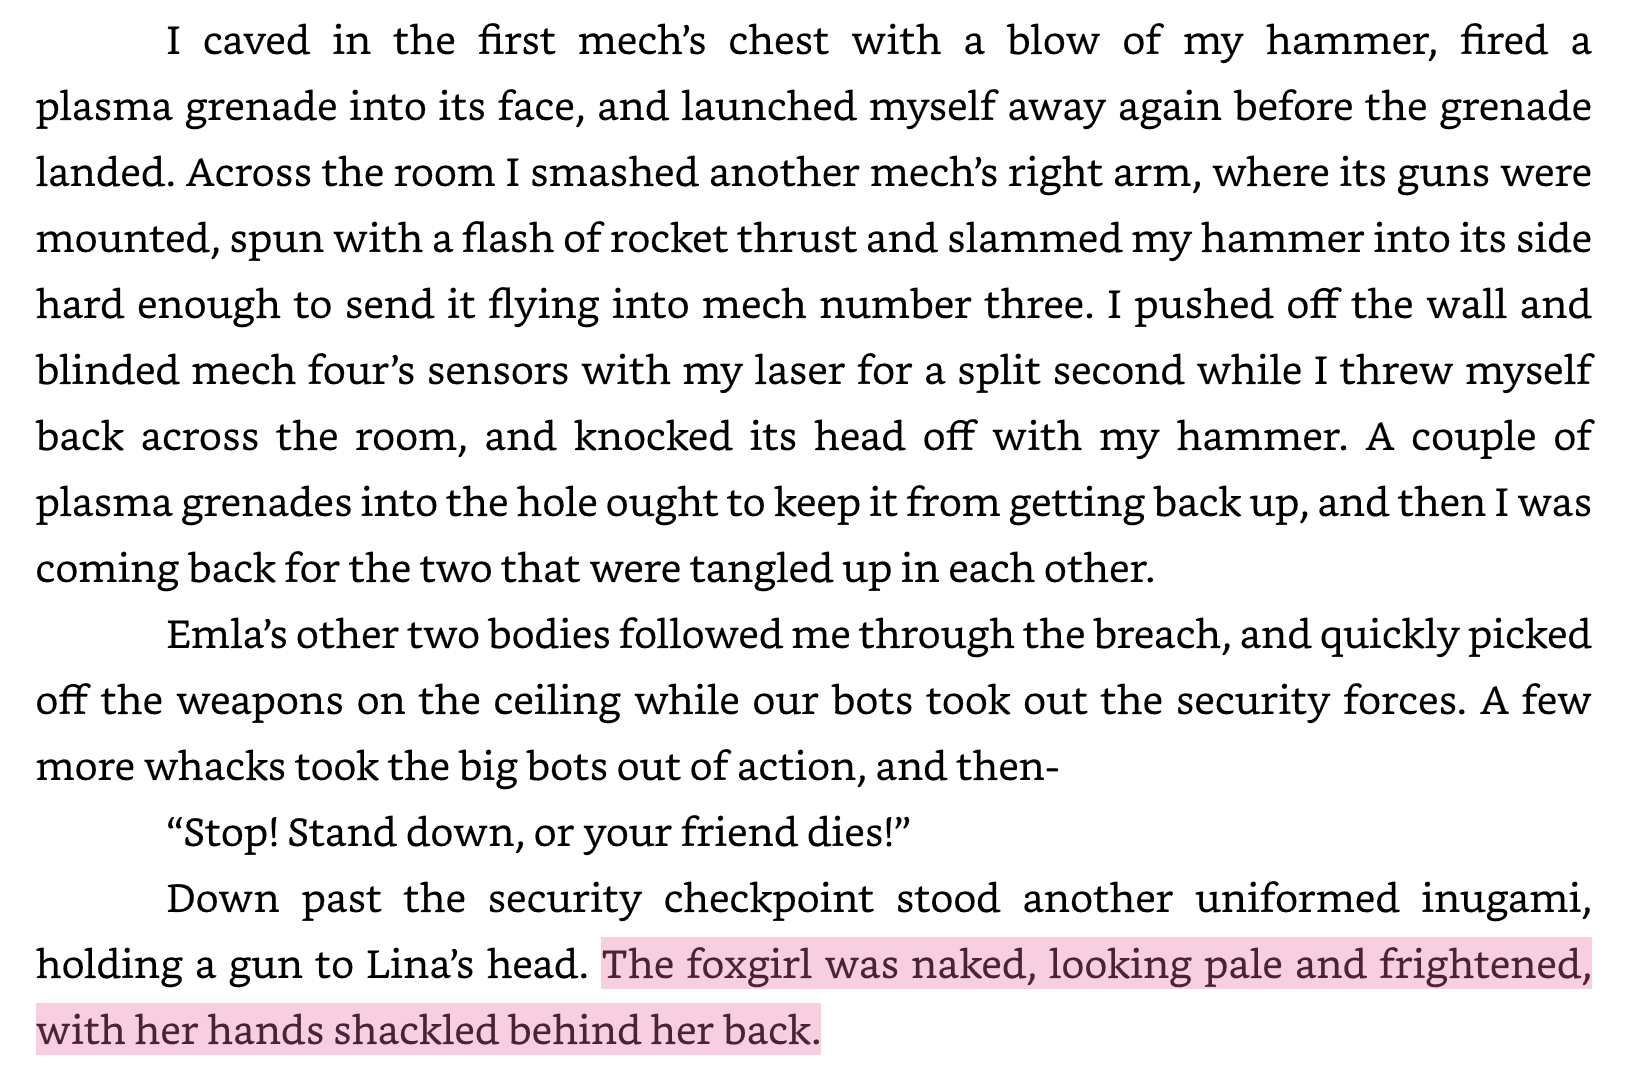 I caved in the first mech’s chest with a blow of my hammer, fired a
plasma grenade into its face, and launched myself away again before the grenade
landed. Across the room I smashed another mech’s right arm, where its guns were
mounted, spun with a flash of rocket thrust and slammed my hammer into its side
hard enough to send it flying into mech number three. I pushed off the wall and
blinded mech four’s sensors with my laser for a split second while I threw myself
back across the room, and knocked its head off with my hammer. A couple of
plasma grenades into the hole ought to keep it from getting back up, and then I was
coming back for the two that were tangled up in each other.
Emla’s other two bodies followed me through the breach, and quickly picked
off the weapons on the ceiling while our bots took out the security forces. A few
more whacks took the big bots out of action, and then-
“Stop! Stand down, or your friend dies!”
Down past the security checkpoint stood another uniformed inugami,
holding a gun to Lina’s head. The foxgirl was naked, looking pale and frightened,
with her hands shackled behind her back.